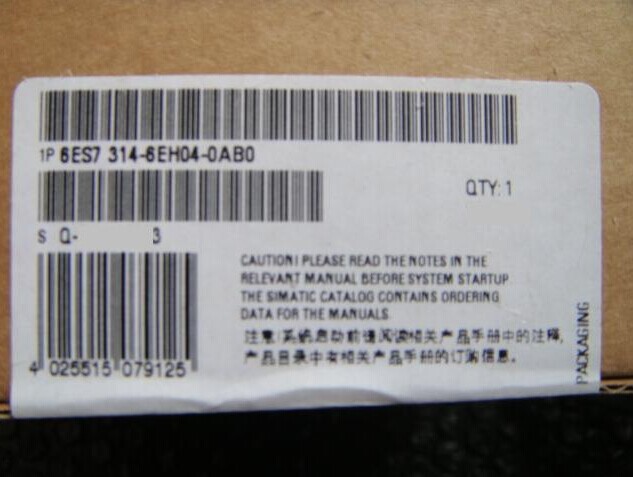 1P 6ES7 314-6EH04-0AB0
QTY: 1
S Q- 3
CAUTION! PLEASE READ THE NOTES IN THE
RELEVANT MANUAL BEFORE SYSTEM STARTUP
THE SIMATIC CATALOG CONTAINS ORDERING
DATA FOR THE MANUALS
注意/系统启动前请阅读相关产品手册中的注释,
产品目录中有相关产品手册的订购信息。
4 025515 079125
PACKAGING